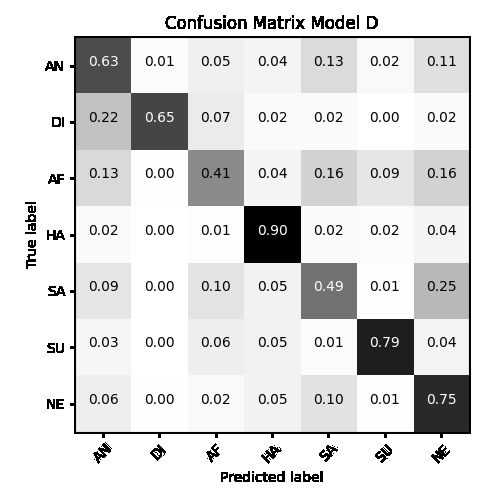 Confusion Matrix Model D
AN 0.63 0.01 0.05 0.04 0.13 0.02 0.11
DI 0.22 0.65 0.07 0.02 0.02 0.00 0.02
AF 0.13 0.00 0.41 0.04 0.16 0.09 0.16
HA 0.02 0.00 0.01 0.90 0.02 0.02 0.04
SA 0.09 0.00 0.10 0.05 0.49 0.01 0.25
SU 0.03 0.00 0.06 0.05 0.01 0.79 0.04
NE 0.06 0.00 0.02 0.05 0.10 0.01 0.75
True label
AN DI AF HA SA SU NE
Predicted label